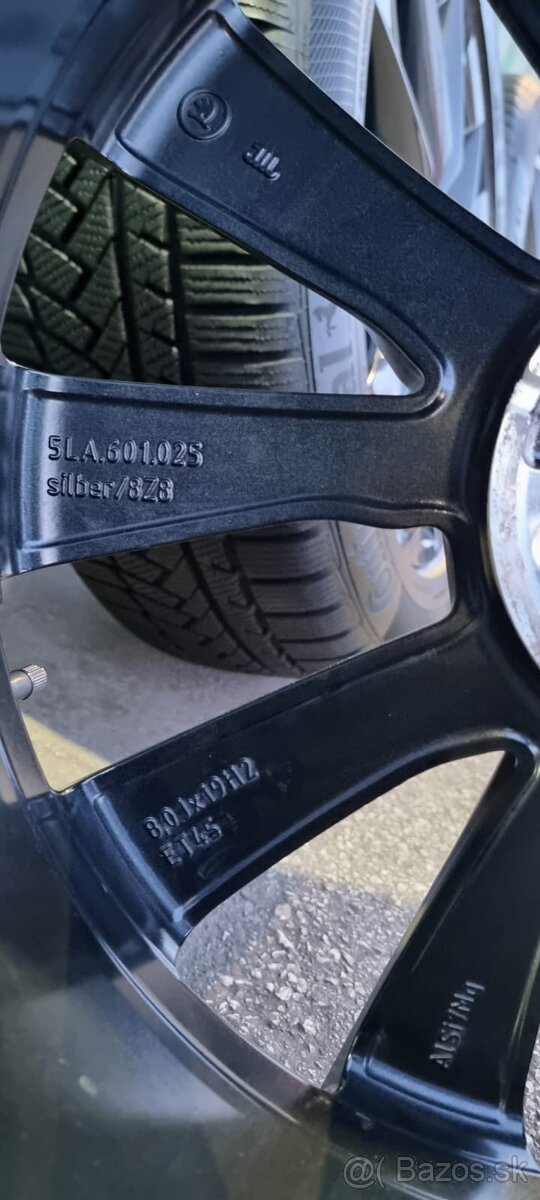 5LA.601.025
silber/8Z8
8.0Jx19H2
ET45
AlSi7Mg
@( Bazos.sk